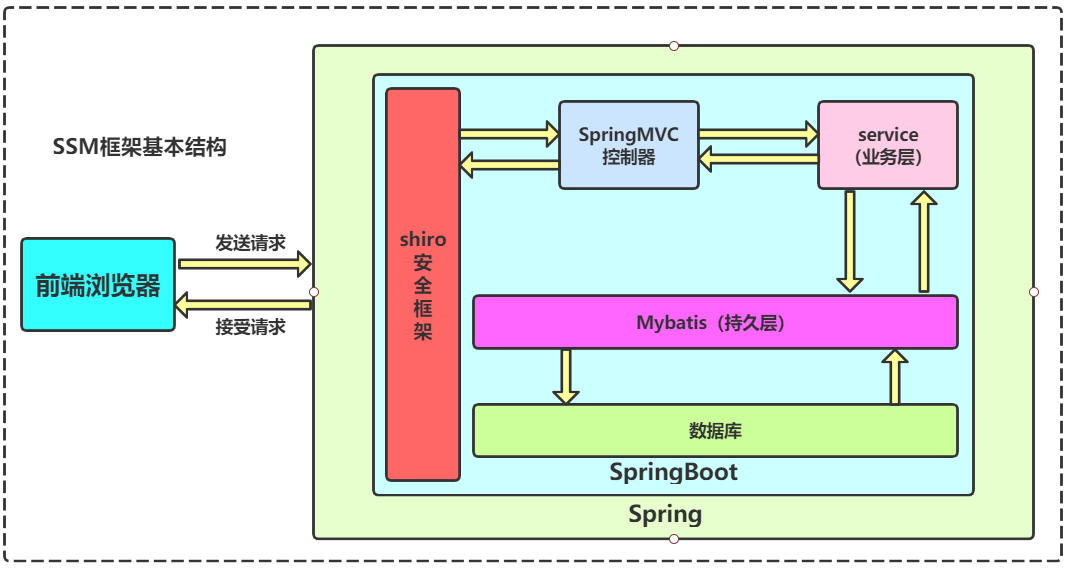 SSM框架基本结构
前端浏览器
发送请求
接受请求
shiro
安
全
框
架
SpringMVC
控制器
service
（业务层）
Mybatis（持久层）
数据库
SpringBoot
Spring